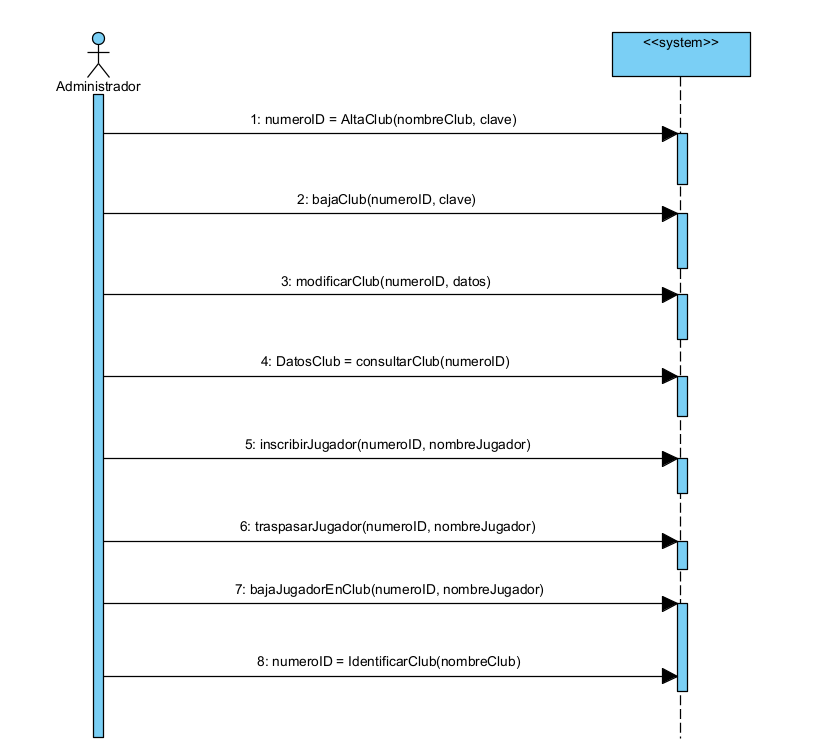 <<system>>
Administrador
1: numeroID = AltaClub(nombreClub, clave)
2: bajaClub(numeroID, clave)
3: modificarClub(numeroID, datos)
4: DatosClub = consultarClub(numeroID)
5: inscribirJugador(numeroID, nombreJugador)
6: traspasarJugador(numeroID, nombreJugador)
7: bajaJugadorEnClub(numeroID, nombreJugador)
8: numeroID = IdentificarClub(nombreClub)